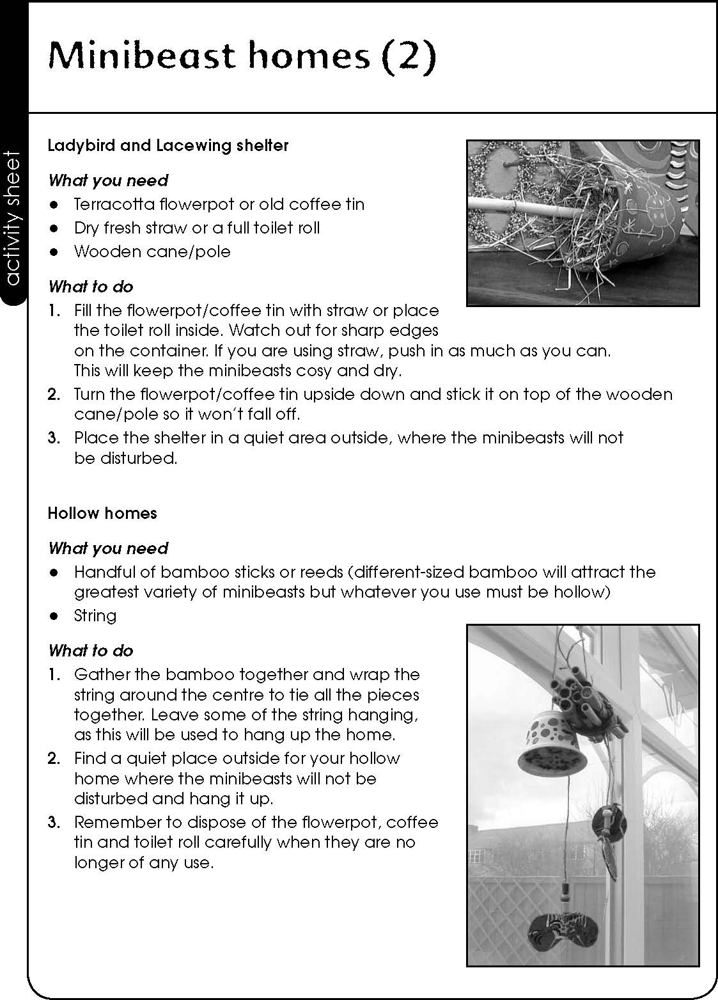 Minibeast homes (2)
activity sheet
Ladybird and Lacewing shelter
What you need
● Terracotta flowerpot or old coffee tin
● Dry fresh straw or a full toilet roll
● Wooden cane/pole
What to do
1. Fill the flowerpot/coffee tin with straw or place
the toilet roll inside. Watch out for sharp edges
on the container. If you are using straw, push in as much as you can.
This will keep the minibeasts cosy and dry.
2. Turn the flowerpot/coffee tin upside down and stick it on top of the wooden
cane/pole so it won't fall off.
3. Place the shelter in a quiet area outside, where the minibeasts will not
be disturbed.
Hollow homes
What you need
● Handful of bamboo sticks or reeds (different-sized bamboo will attract the
greatest variety of minibeasts but whatever you use must be hollow)
● String
What to do
1. Gather the bamboo together and wrap the
string around the centre to tie all the pieces
together. Leave some of the string hanging,
as this will be used to hang up the home.
2. Find a quiet place outside for your hollow
home where the minibeasts will not be
disturbed and hang it up.
3. Remember to dispose of the flowerpot, coffee
tin and toilet roll carefully when they are no
longer of any use.